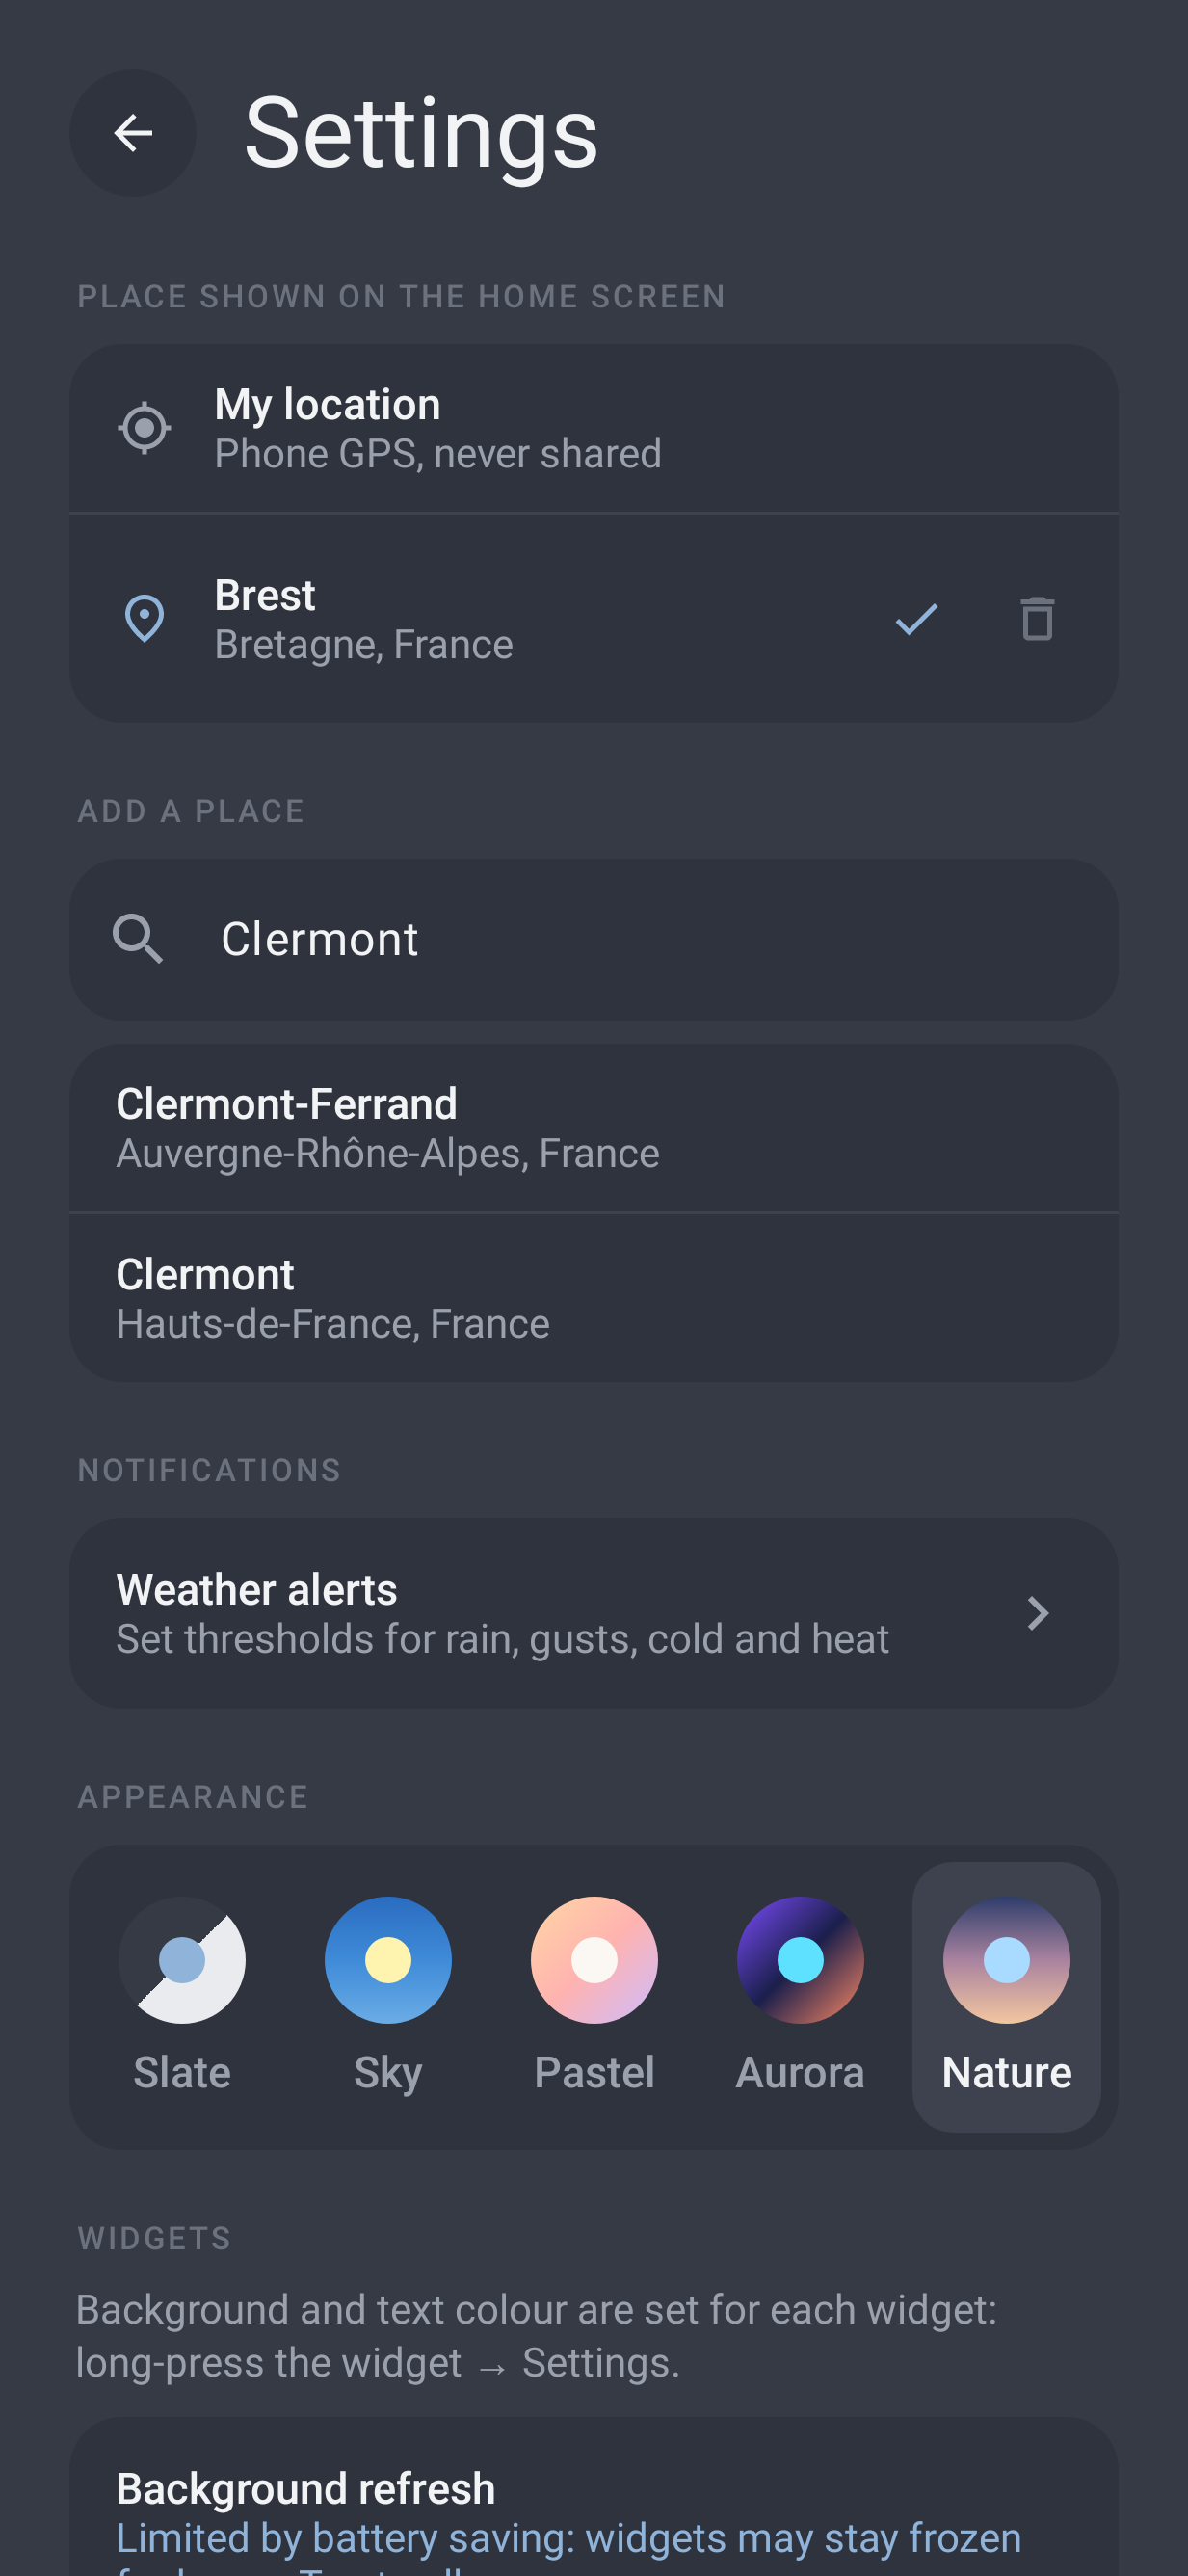 Settings
PLACE SHOWN ON THE HOME SCREEN
My location
Phone GPS, never shared
Brest
Bretagne, France
ADD A PLACE
Clermont
Clermont-Ferrand
Auvergne-Rhône-Alpes, France
Clermont
Hauts-de-France, France
NOTIFICATIONS
Weather alerts
Set thresholds for rain, gusts, cold and heat
APPEARANCE
Slate
Sky
Pastel
Aurora
Nature
WIDGETS
Background and text colour are set for each widget:
long-press the widget → Settings.
Background refresh
Limited by battery saving: widgets may stay frozen